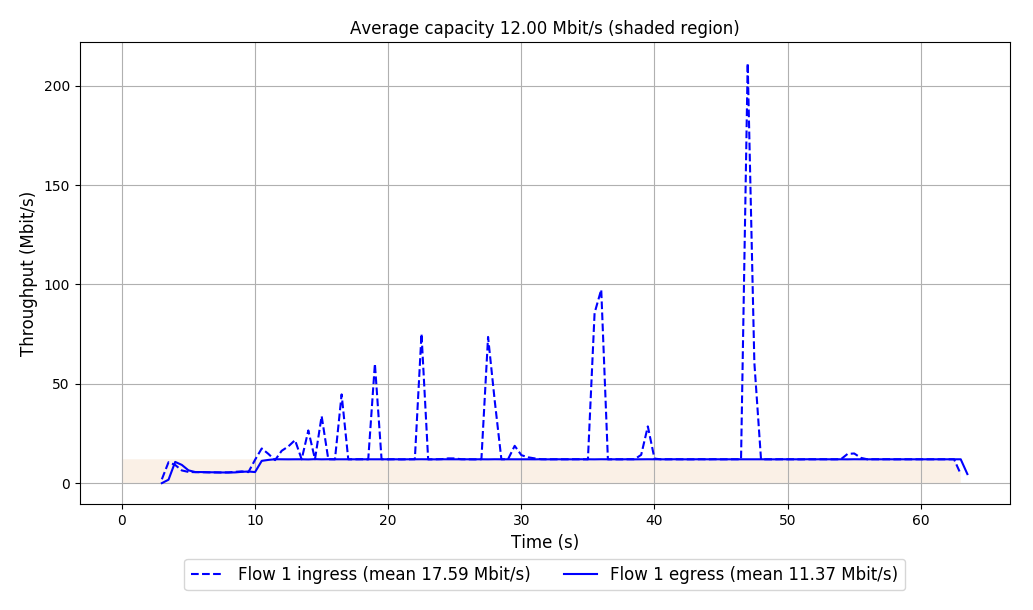 Average capacity 12.00 Mbit/s (shaded region)
200
150
100
50
0
Throughput (Mbit/s)
0 10 20 30 40 50 60
Time (s)
Flow 1 ingress (mean 17.59 Mbit/s) Flow 1 egress (mean 11.37 Mbit/s)